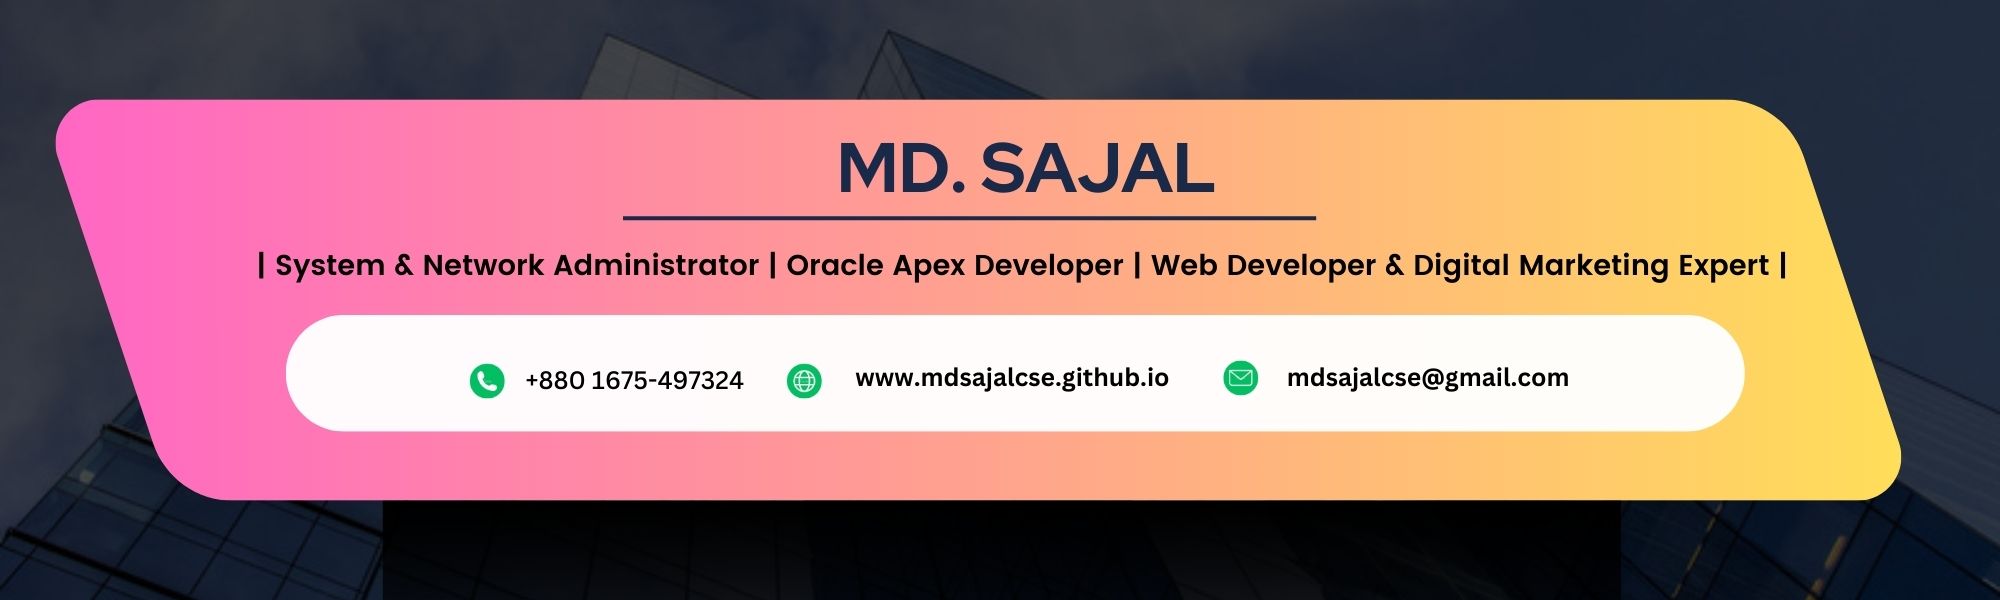 MD. SAJAL
| System & Network Administrator | Oracle Apex Developer | Web Developer & Digital Marketing Expert |
+880 1675-497324 www.mdsajalcse.github.io mdsajalcse@gmail.com